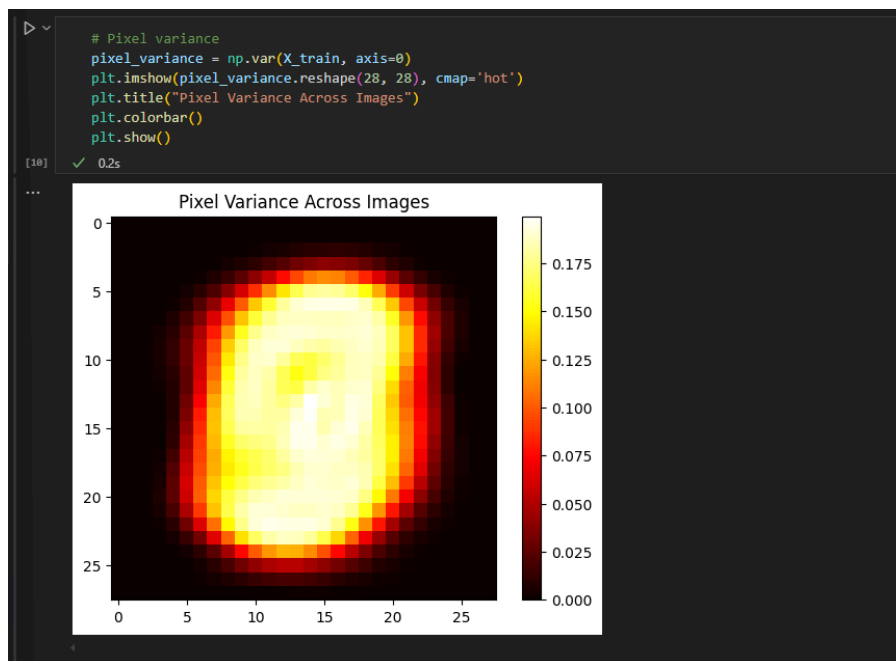 # Pixel variance
pixel_variance = np.var(X_train, axis=0)
plt.imshow(pixel_variance.reshape(28, 28), cmap='hot')
plt.title("Pixel Variance Across Images")
plt.colorbar()
plt.show()
[10]
0.2s
...
Pixel Variance Across Images
0
5
10
15
20
25
0 5 10 15 20 25
0.175
0.150
0.125
0.100
0.075
0.050
0.025
0.000